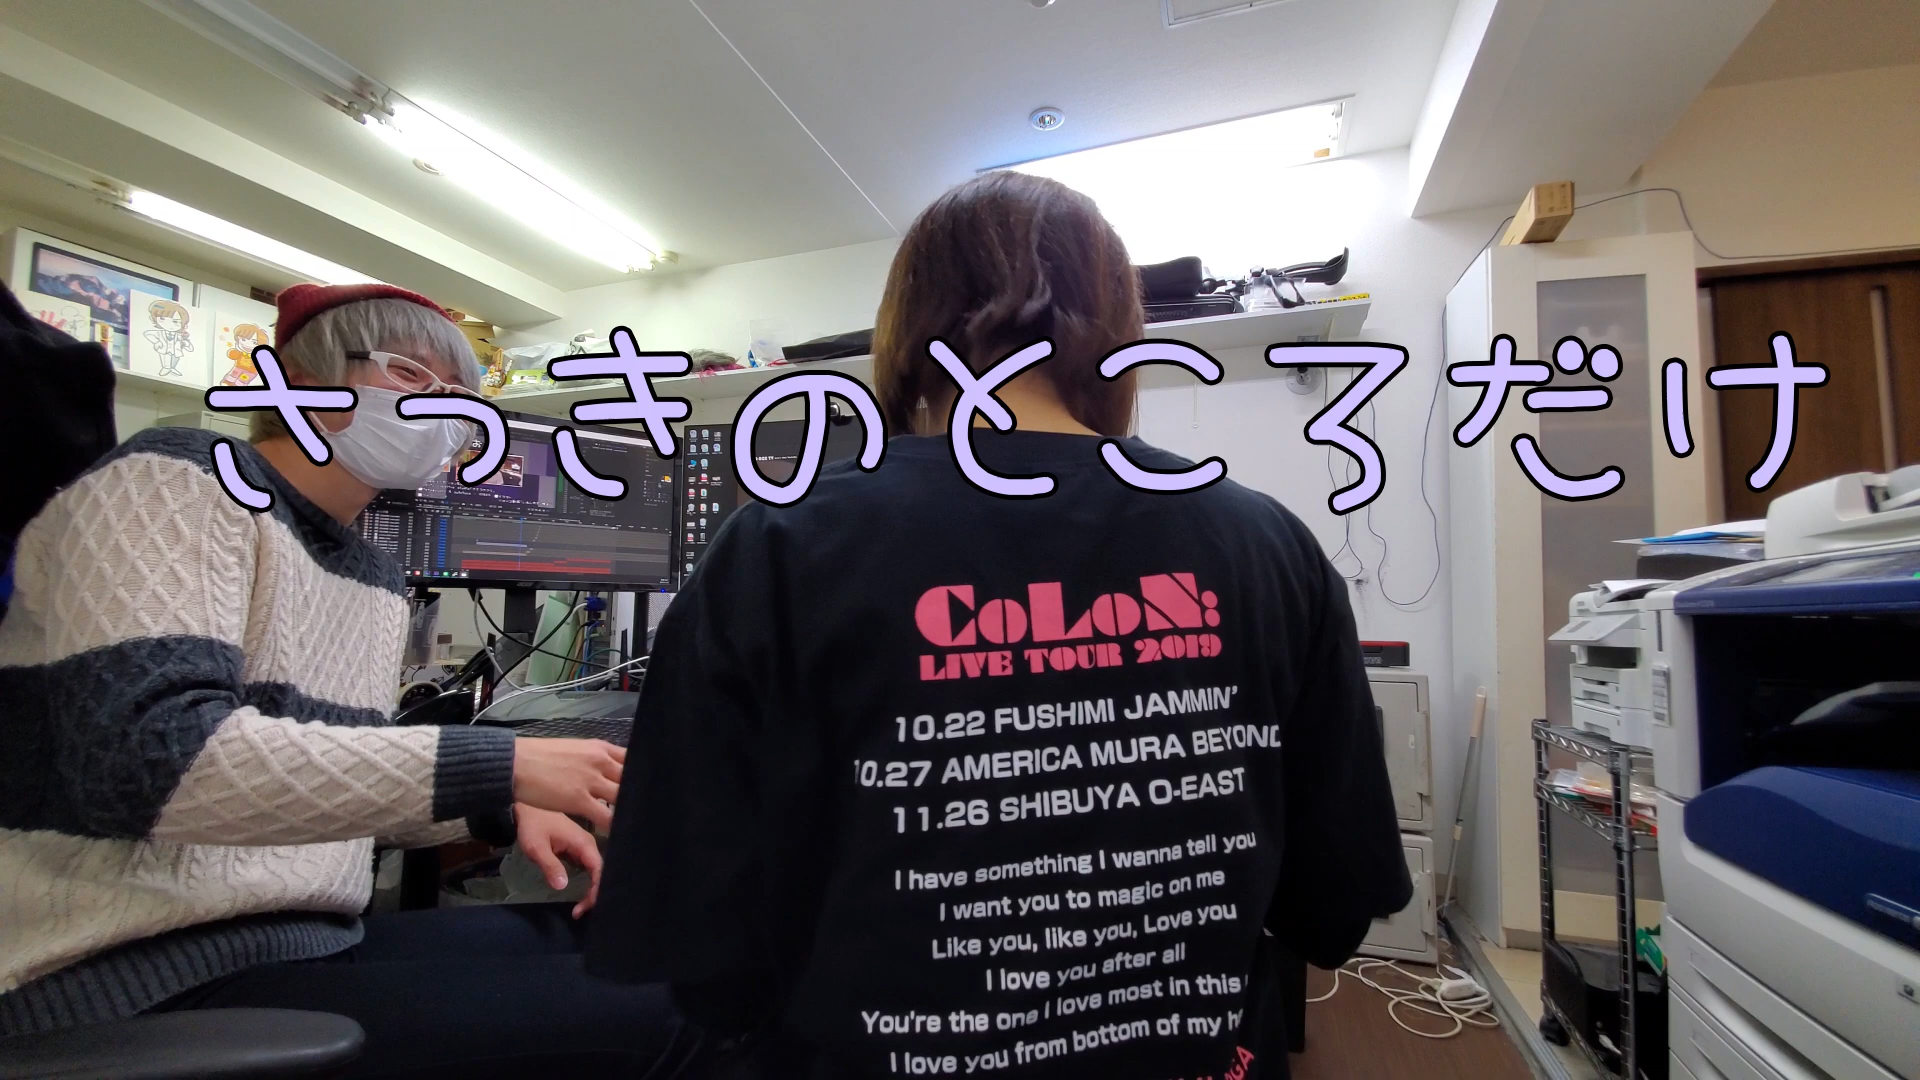 さっきのところだけ
CoLoN:
LIVE TOUR 2019
10.22 FUSHIMI JAMMIN'
10.27 AMERICA MURA BEYOND
11.26 SHIBUYA O-EAST
I have something I wanna tell you
I want you to magic on me
Like you, like you, Love you
I love you after all
You're the one I love most in this
I love you from bottom of my